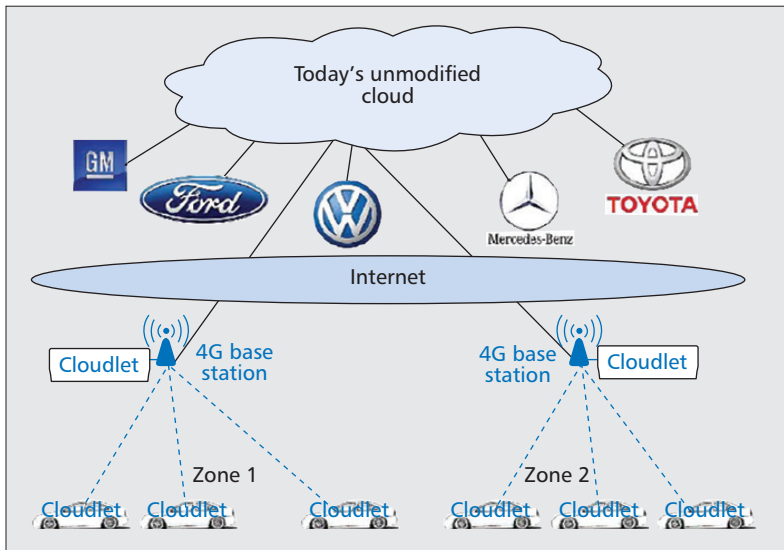 Today's unmodified
cloud
GM
Ford
VW
Mercedes-Benz
TOYOTA
Internet
Cloudlet
4G base
station
4G base
station
Cloudlet
Zone 1
Zone 2
Cloudlet
Cloudlet
Cloudlet
Cloudlet
Cloudlet
Cloudlet